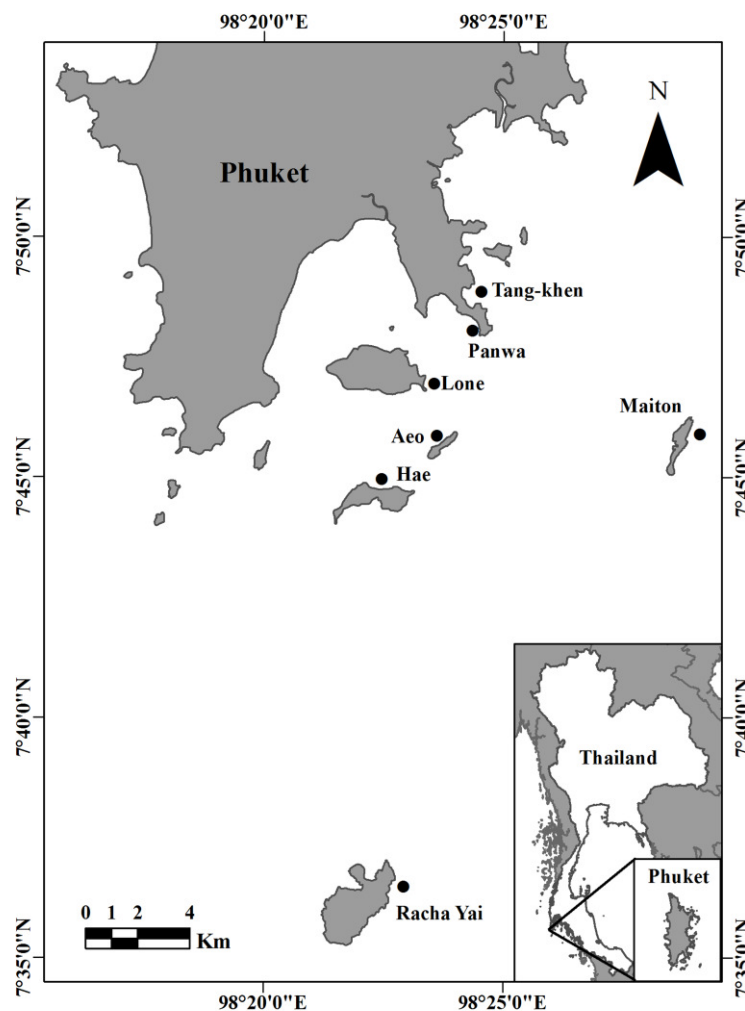 98°20'0"E
98°25'0"E
N
Phuket
7°50'0"N
7°50'0"N
Tang-khen
Panwa
Lone
Maiton
Aeo
Hae
7°45'0"N
7°45'0"N
7°40'0"N
7°40'0"N
Thailand
Phuket
Racha Yai
0 1 2 4
Km
7°35'0"N
7°35'0"N
98°20'0"E
98°25'0"E